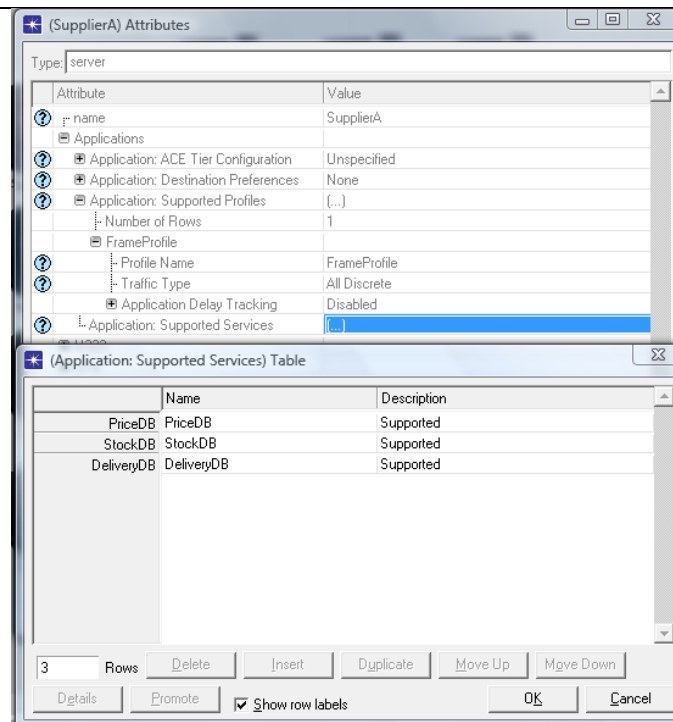 (SupplierA) Attributes
Type: server
Attribute Value
name SupplierA
Applications
Application: ACE Tier Configuration Unspecified
Application: Destination Preferences None
Application: Supported Profiles (...)
Number of Rows 1
FrameProfile
Profile Name FrameProfile
Traffic Type All Discrete
Application Delay Tracking Disabled
Application: Supported Services (...)
(Application: Supported Services) Table
Name Description
PriceDB PriceDB Supported
StockDB StockDB Supported
DeliveryDB DeliveryDB Supported
3 Rows Delete Insert Duplicate Move Up Move Down
Details Promote Show row labels OK Cancel